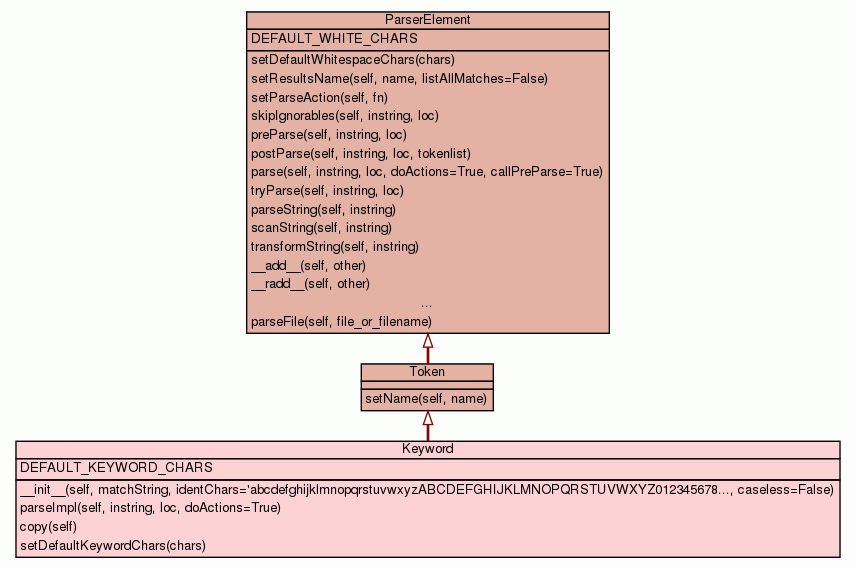 ParserElement
DEFAULT_WHITE_CHARS
setDefaultWhitespaceChars(chars)
setResultsName(self, name, listAllMatches=False)
setParseAction(self, fn)
skipIgnorables(self, instring, loc)
preParse(self, instring, loc)
postParse(self, instring, loc, tokenlist)
parse(self, instring, loc, doActions=True, callPreParse=True)
tryParse(self, instring, loc)
parseString(self, instring)
scanString(self, instring)
transformString(self, instring)
__add__(self, other)
__radd__(self, other)
...
parseFile(self, file_or_filename)
Token
setName(self, name)
Keyword
DEFAULT_KEYWORD_CHARS
__init__(self, matchString, identChars='abcdefghijklmnopqrstuvwxyzABCDEFGHIJKLMNOPQRSTUVWXYZ012345678..., caseless=False)
parseImpl(self, instring, loc, doActions=True)
copy(self)
setDefaultKeywordChars(chars)